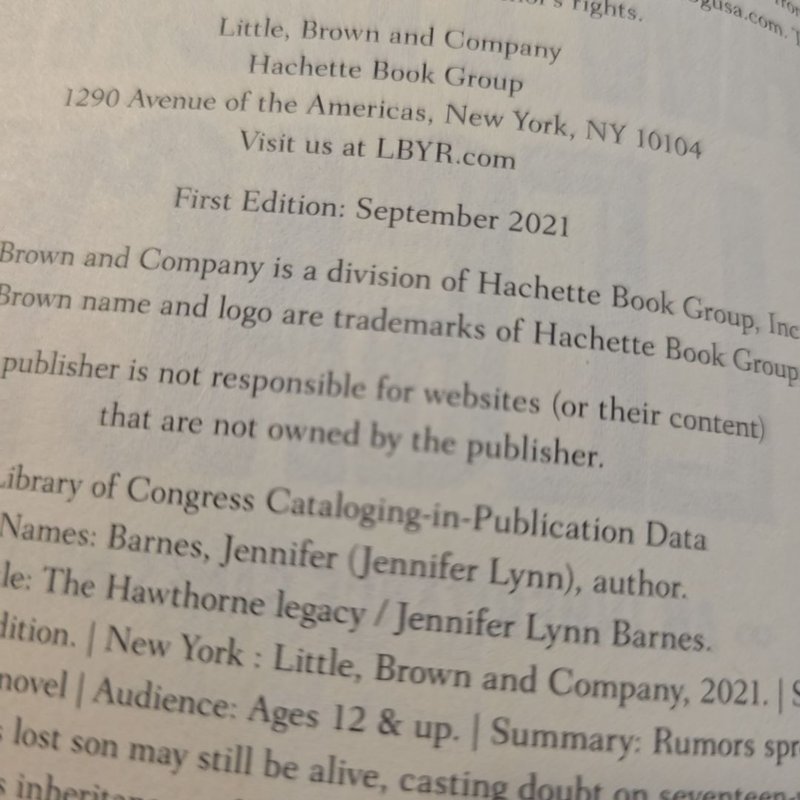 rights.
gusa.com.
Little, Brown and Company
Hachette Book Group
1290 Avenue of the Americas, New York, NY 10104
Visit us at LBYR.com
First Edition: September 2021
Brown and Company is a division of Hachette Book Group, Inc
Brown name and logo are trademarks of Hachette Book Group
publisher is not responsible for websites (or their content)
that are not owned by the publisher.
Library of Congress Cataloging-in-Publication Data
Names: Barnes, Jennifer (Jennifer Lynn), author.
le: The Hawthorne legacy / Jennifer Lynn Barnes.
dition. | New York : Little, Brown and Company, 2021. | S
novel | Audience: Ages 12 & up. | Summary: Rumors spr
s lost son may still be alive, casting doubt on seventeen-
s inherita